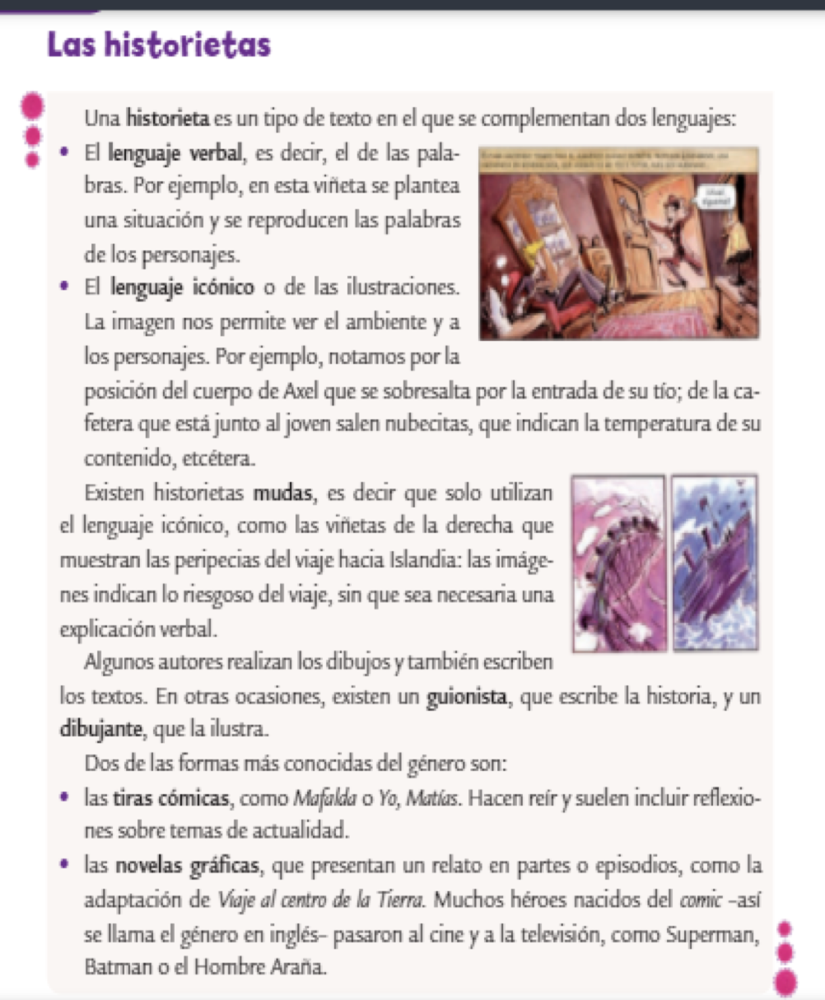 Las historietas
Una historieta es un tipo de texto en el que se complementan dos lenguajes:
• El lenguaje verbal, es decir, el de las pala-
bras. Por ejemplo, en esta viñeta se plantea
una situación y se reproducen las palabras
de los personajes.
• El lenguaje icónico o de las ilustraciones.
La imagen nos permite ver el ambiente y a
los personajes. Por ejemplo, notamos por la
posición del cuerpo de Axel que se sobresalta por la entrada de su tío; de la ca-
fetera que está junto al joven salen nubecitas, que indican la temperatura de su
contenido, etcétera.
Existen historietas mudas, es decir que solo utilizan
el lenguaje icónico, como las viñetas de la derecha que
muestran las peripecias del viaje hacia Islandia: las imáge-
nes indican lo riesgoso del viaje, sin que sea necesaria una
explicación verbal.
Algunos autores realizan los dibujos y también escriben
los textos. En otras ocasiones, existen un guionista, que escribe la historia, y un
dibujante, que la ilustra.
Dos de las formas más conocidas del género son:
• las tiras cómicas, como Mafalda o Yo, Matías. Hacen reír y suelen incluir reflexio-
nes sobre temas de actualidad.
• las novelas gráficas, que presentan un relato en partes o episodios, como la
adaptación de Viaje al centro de la Tierra. Muchos héroes nacidos del comic –así
se llama el género en inglés– pasaron al cine y a la televisión, como Superman,
Batman o el Hombre Araña.